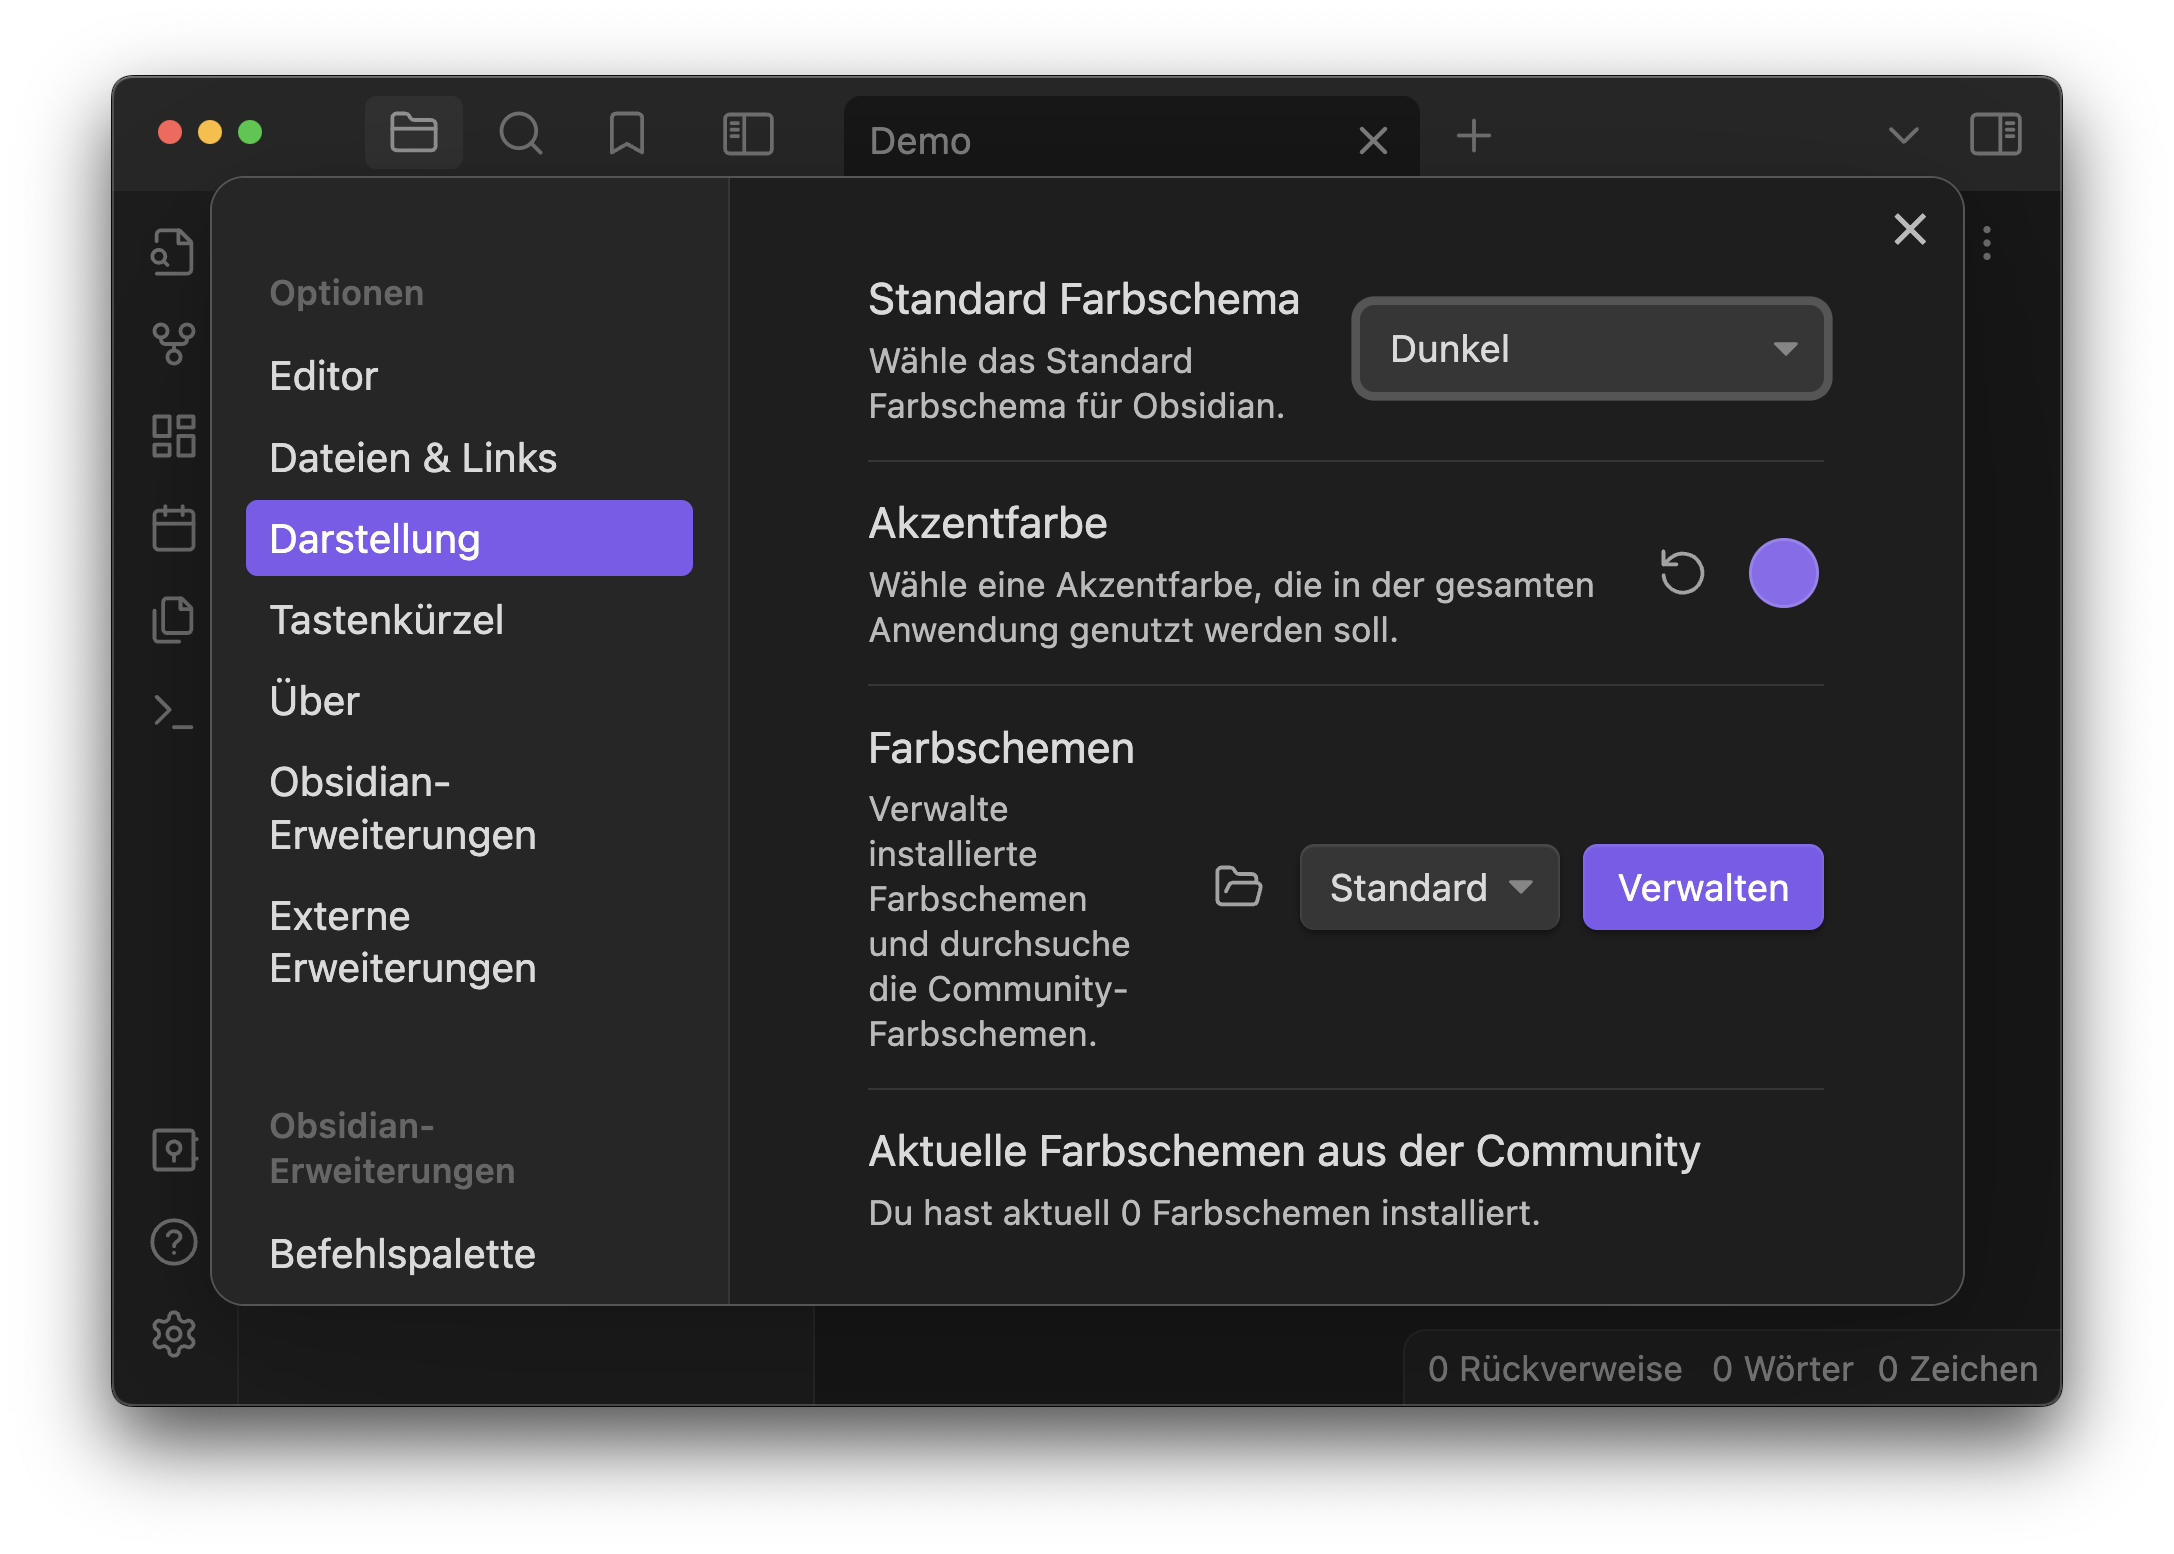 Demo
Optionen
Editor
Dateien & Links
Darstellung
Tastenkürzel
Über
Obsidian-
Erweiterungen
Externe
Erweiterungen
Obsidian-
Erweiterungen
Befehlspalette
Standard Farbschema
Wähle das Standard
Farbschema für Obsidian.
Dunkel
Akzentfarbe
Wähle eine Akzentfarbe, die in der gesamten
Anwendung genutzt werden soll.
Farbschemen
Verwalte
installierte
Farbschemen
und durchsuche
die Community-
Farbschemen.
Standard
Verwalten
Aktuelle Farbschemen aus der Community
Du hast aktuell 0 Farbschemen installiert.
0 Rückverweise 0 Wörter 0 Zeichen